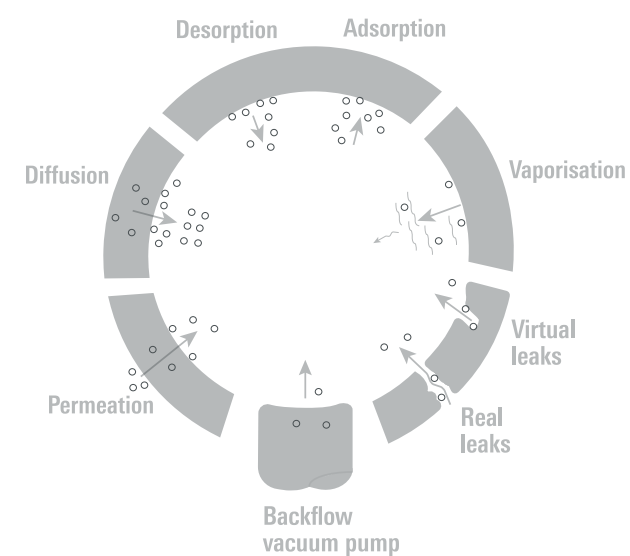 Desorption
Adsorption
Diffusion
Vaporisation
Virtual
leaks
Permeation
Real
leaks
Backflow
vacuum pump